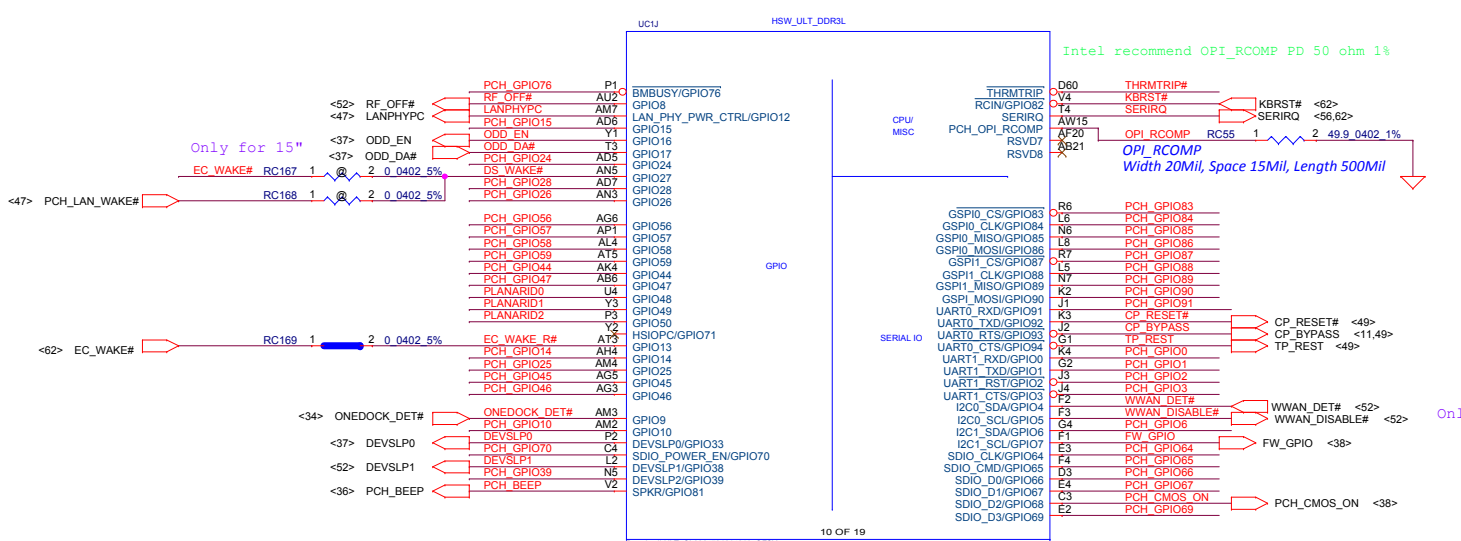 UC1J
HSW_ULT_DDR3L
Intel recommend OPI_RCOMP PD 50 ohm 1%
PCH_GPIO76 P1 BMBUSY/GPIO76
<52> RF_OFF# RF_OFF# AU2 GPIO8
<47> LANPHYPC LANPHYPC AM7 LAN_PHY_PWR_CTRL/GPIO12
PCH_GPIO15 AD6 GPIO15
<37> ODD_EN ODD_EN Y1 GPIO16
<37> ODD_DA# ODD_DA# T3 GPIO17
PCH_GPIO24 AD5 GPIO24
Only for 15"
EC_WAKE# RC167 1 @ 2 0_0402_5% DS_WAKE# AN5 GPIO27
PCH_GPIO28 AD7 GPIO28
<47> PCH_LAN_WAKE# RC168 1 @ 2 0_0402_5% PCH_GPIO26 AN3 GPIO26
PCH_GPIO56 AG6 GPIO56
PCH_GPIO57 AP1 GPIO57
PCH_GPIO58 AL4 GPIO58
PCH_GPIO59 AT5 GPIO59
PCH_GPIO44 AK4 GPIO44
PCH_GPIO47 AB6 GPIO47
PLANARID0 U4 GPIO48
PLANARID1 Y3 GPIO49
PLANARID2 P3 GPIO50
Y2 HSIOPC/GPIO71
<62> EC_WAKE# RC169 1 2 0_0402_5% EC_WAKE_R# AT3 GPIO13
PCH_GPIO14 AH4 GPIO14
PCH_GPIO25 AM4 GPIO25
PCH_GPIO45 AG5 GPIO45
PCH_GPIO46 AG3 GPIO46
<34> ONEDOCK_DET# ONEDOCK_DET# AM3 GPIO9
PCH_GPIO10 AM2 GPIO10
<37> DEVSLP0 DEVSLP0 P2 DEVSLP0/GPIO33
PCH_GPIO70 C4 SDIO_POWER_EN/GPIO70
<52> DEVSLP1 DEVSLP1 L2 DEVSLP1/GPIO38
PCH_GPIO39 N5 DEVSLP2/GPIO39
<36> PCH_BEEP PCH_BEEP V2 SPKR/GPIO81
CPU/
MISC
GPIO
SERIAL IO
10 OF 19
THRMTRIP D60 THRMTRIP#
RCIN/GPIO82 V4 KBRST# KBRST# <62>
SERIRQ T4 SERIRQ SERIRQ <56,62>
PCH_OPI_RCOMP AW15 OPI_RCOMP RC55 1 2 49.9_0402_1%
RSVD7 AF20
RSVD8 AB21
OPI_RCOMP
Width 20Mil, Space 15Mil, Length 500Mil
GSPI0_CS/GPIO83 R6 PCH_GPIO83
GSPI0_CLK/GPIO84 L6 PCH_GPIO84
GSPI0_MISO/GPIO85 N6 PCH_GPIO85
GSPI0_MOSI/GPIO86 L8 PCH_GPIO86
GSPI1_CS/GPIO87 R7 PCH_GPIO87
GSPI1_CLK/GPIO88 L5 PCH_GPIO88
GSPI1_MISO/GPIO89 N7 PCH_GPIO89
GSPI_MOSI/GPIO90 K2 PCH_GPIO90
UART0_RXD/GPIO91 J1 PCH_GPIO91
UART0_TXD/GPIO92 K3 CP_RESET# CP_RESET# <49>
UART0_RTS/GPIO93 J2 CP_BYPASS CP_BYPASS <11,49>
UART0_CTS/GPIO94 G1 TP_REST TP_REST <49>
UART1_RXD/GPIO0 K4 PCH_GPIO0
UART1_TXD/GPIO1 G2 PCH_GPIO1
UART1_RST/GPIO2 J3 PCH_GPIO2
UART1_CTS/GPIO3 J4 PCH_GPIO3
I2C0_SDA/GPIO4 F2 WWAN_DET# WWAN_DET# <52>
I2C0_SCL/GPIO5 F3 WWAN_DISABLE# WWAN_DISABLE# <52>
I2C1_SDA/GPIO6 G4 PCH_GPIO6
I2C1_SCL/GPIO7 F1 FW_GPIO FW_GPIO <38>
SDIO_CLK/GPIO64 E3 PCH_GPIO64
SDIO_CMD/GPIO65 F4 PCH_GPIO65
SDIO_D0/GPIO66 D3 PCH_GPIO66
SDIO_D1/GPIO67 E4 PCH_GPIO67
SDIO_D2/GPIO68 C3 PCH_CMOS_ON PCH_CMOS_ON <38>
SDIO_D3/GPIO69 E2 PCH_GPIO69